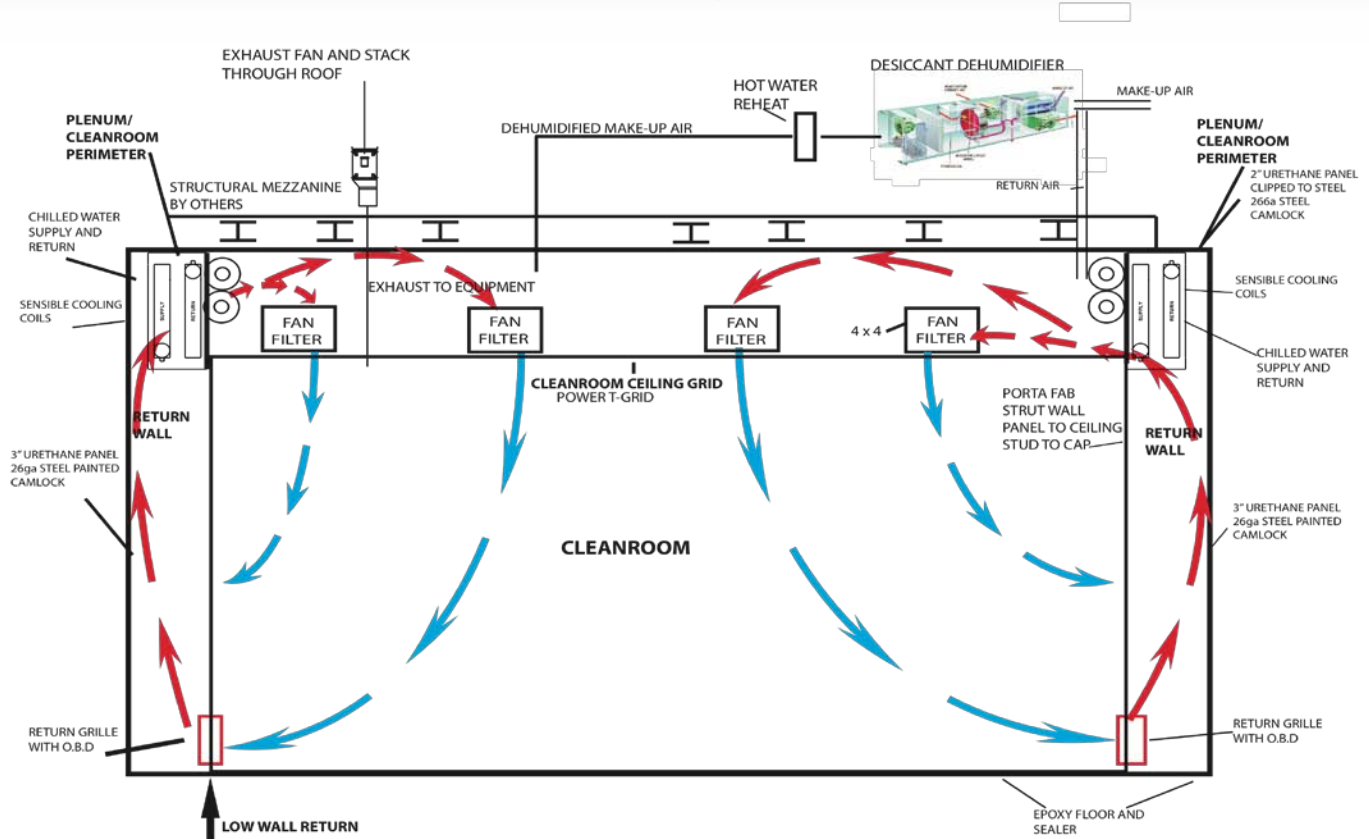 EXHAUST FAN AND STACK
THROUGH ROOF
DESICCANT DEHUMIDIFIER
HOT WATER
REHEAT
MAKE-UP AIR
PLENUM/
CLEANROOM
PERIMETER
DEHUMIDIFIED MAKE-UP AIR
PLENUM/
CLEANROOM
PERIMETER
2" URETHANE PANEL
CLIPPED TO STEEL
266a STEEL
CAMLOCK
STRUCTURAL MEZZANINE
BY OTHERS
RETURN AIR
CHILLED WATER
SUPPLY AND
RETURN
SENSIBLE COOLING
COILS
SUPPLY
RETURN
EXHAUST TO EQUIPMENT
SUPPLY
RETURN
SENSIBLE COOLING
COILS
FAN
FILTER
FAN
FILTER
FAN
FILTER
4 x 4
FAN
FILTER
CHILLED WATER
SUPPLY AND
RETURN
CLEANROOM CEILING GRID
POWER T-GRID
PORTA FAB
STRUT WALL
PANEL TO CEILING
STUD TO CAP
RETURN
WALL
RETURN
WALL
3" URETHANE PANEL
26ga STEEL PAINTED
CAMLOCK
3" URETHANE PANEL
26ga STEEL PAINTED
CAMLOCK
CLEANROOM
RETURN GRILLE
WITH O.B.D
RETURN GRILLE
WITH O.B.D
LOW WALL RETURN
EPOXY FLOOR AND
SEALER